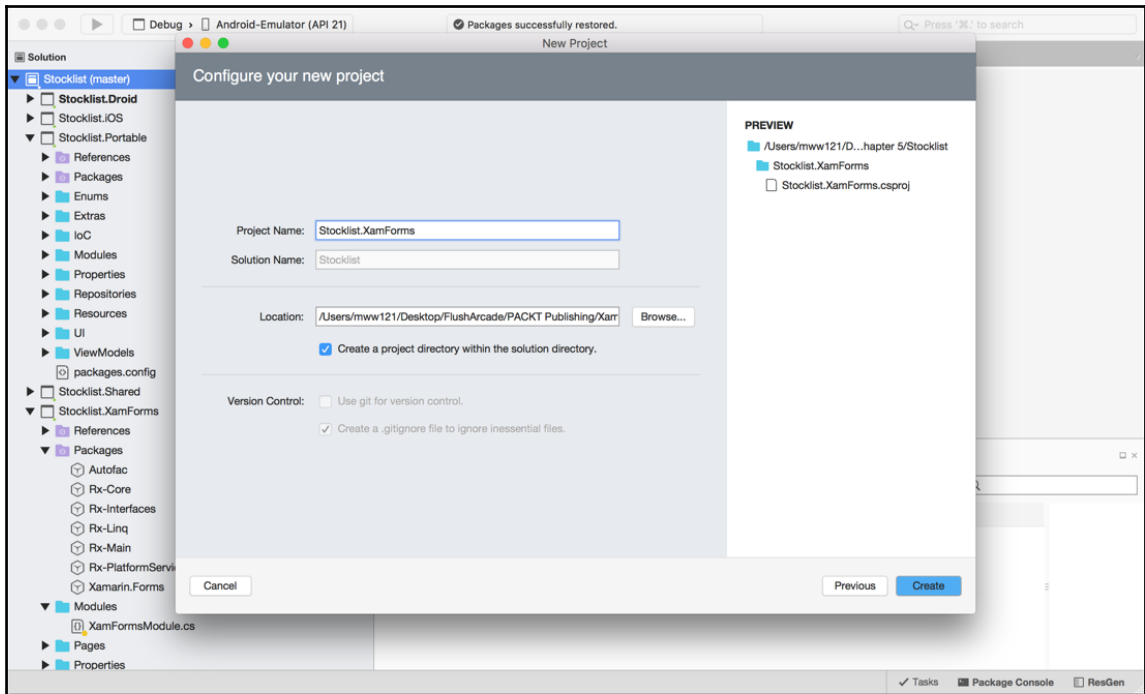 Debug
Android-Emulator (API 21)
Packages successfully restored.
Press '⌘.' to search
Solution
New Project
Configure your new project
Stocklist (master)
Stocklist.Droid
Stocklist.iOS
Stocklist.Portable
References
Packages
Enums
Extras
IoC
Modules
Properties
Repositories
Resources
UI
ViewModels
packages.config
Stocklist.Shared
Stocklist.XamForms
References
Packages
Autofac
Rx-Core
Rx-Interfaces
Rx-Linq
Rx-Main
Rx-PlatformServi
Xamarin.Forms
Modules
XamFormsModule.cs
Pages
Properties
Project Name: Stocklist.XamForms
Solution Name: Stocklist
Location: /Users/mww121/Desktop/FlushArcade/PACKT Publishing/Xam Browse...
Create a project directory within the solution directory.
Version Control: Use git for version control.
Create a .gitignore file to ignore inessential files.
PREVIEW
/Users/mww121/D...hapter 5/Stocklist
Stocklist.XamForms
Stocklist.XamForms.csproj
Cancel
Previous
Create
Tasks
Package Console
ResGen